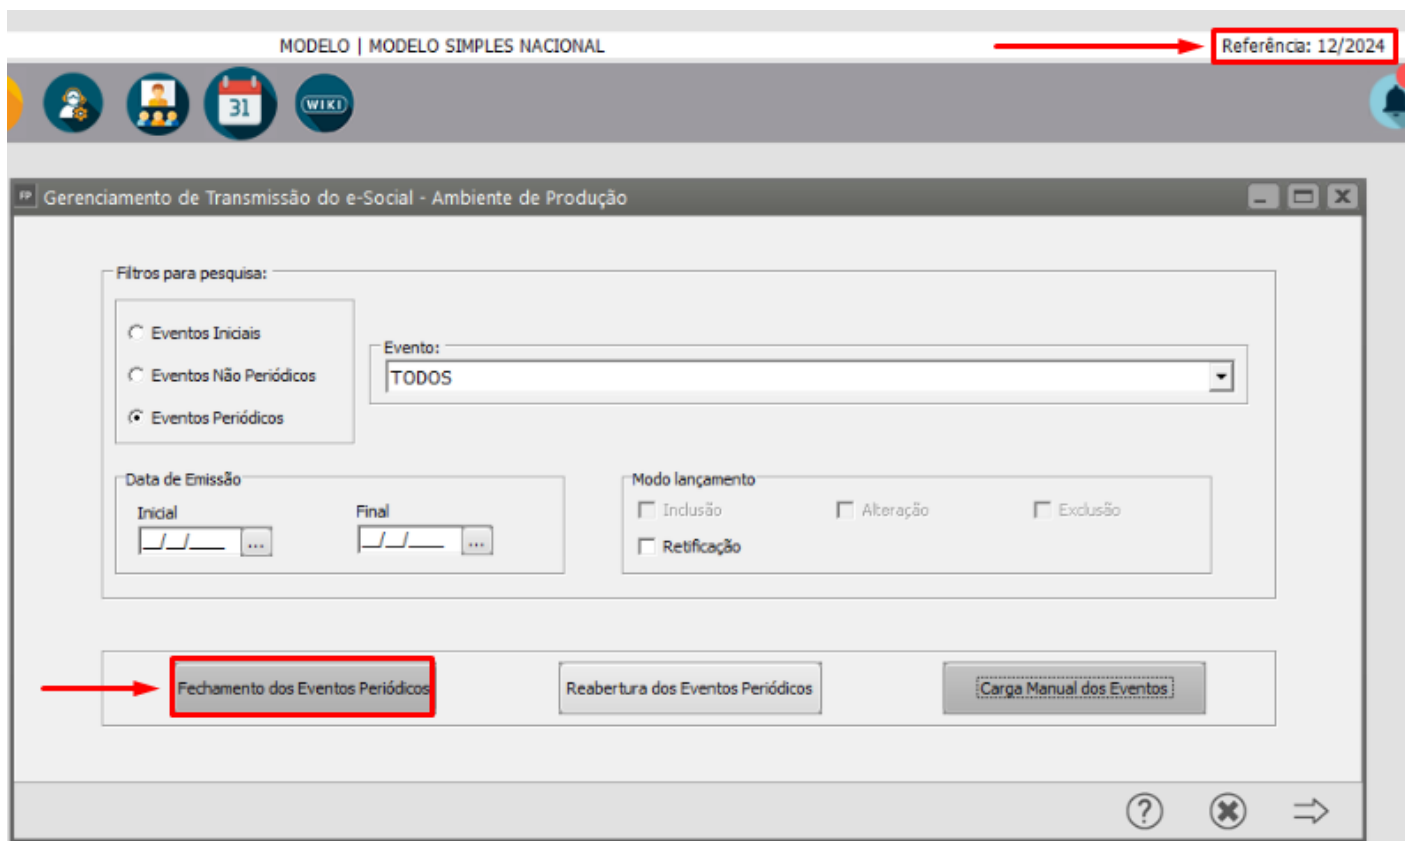 MODELO | MODELO SIMPLES NACIONAL
Referência: 12/2024
31
WIKI
FP Gerenciamento de Transmissão do e-Social - Ambiente de Produção
Filtros para pesquisa:
Eventos Iniciais
Eventos Não Periódicos
Eventos Periódicos
Evento:
TODOS
Data de Emissão
Inicial
Final
__/__/____ ...
__/__/____ ...
Modo lançamento
Inclusão
Alteração
Exclusão
Retificação
Fechamento dos Eventos Periódicos
Reabertura dos Eventos Periódicos
Carga Manual dos Eventos
?